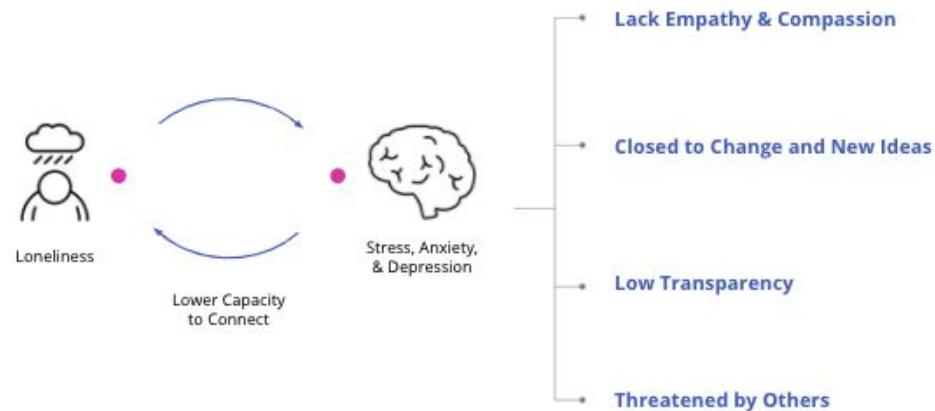 Loneliness
Lower Capacity
to Connect
Stress, Anxiety,
& Depression
Lack Empathy & Compassion
Closed to Change and New Ideas
Low Transparency
Threatened by Others